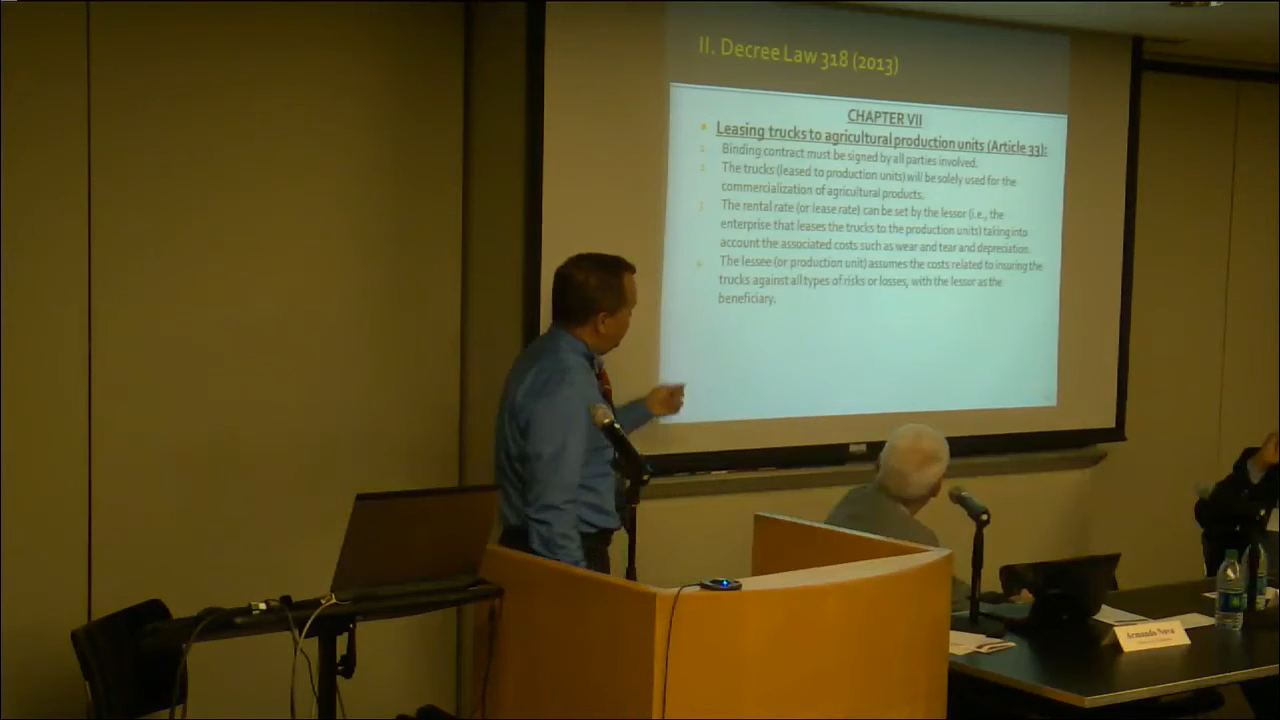 II. Decree Law 318 (2013)
CHAPTER VII
Leasing trucks to agricultural production units (Article 33):
1. Binding contract must be signed by all parties involved.
2. The trucks (leased to production units) will be solely used for the
commercialization of agricultural products.
3. The rental rate (or lease rate) can be set by the lessor (i.e., the
enterprise that leases the trucks to the production units) taking into
account the associated costs such as wear and tear and depreciation.
4. The lessee (or production unit) assumes the costs related to insuring the
trucks against all types of risks or losses, with the lessor as the
beneficiary.
Armando Nova